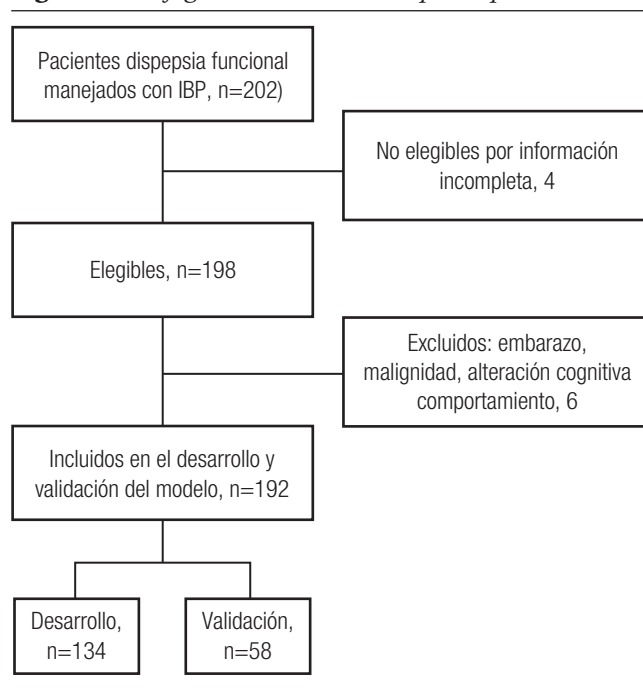 Pacientes dispepsia funcional
manejados con IBP, n=202)
No elegibles por información
incompleta, 4
Elegibles, n=198
Excluidos: embarazo,
malignidad, alteración cognitiva
comportamiento, 6
Incluidos en el desarrollo y
validación del modelo, n=192
Desarrollo,
n=134
Validación,
n=58